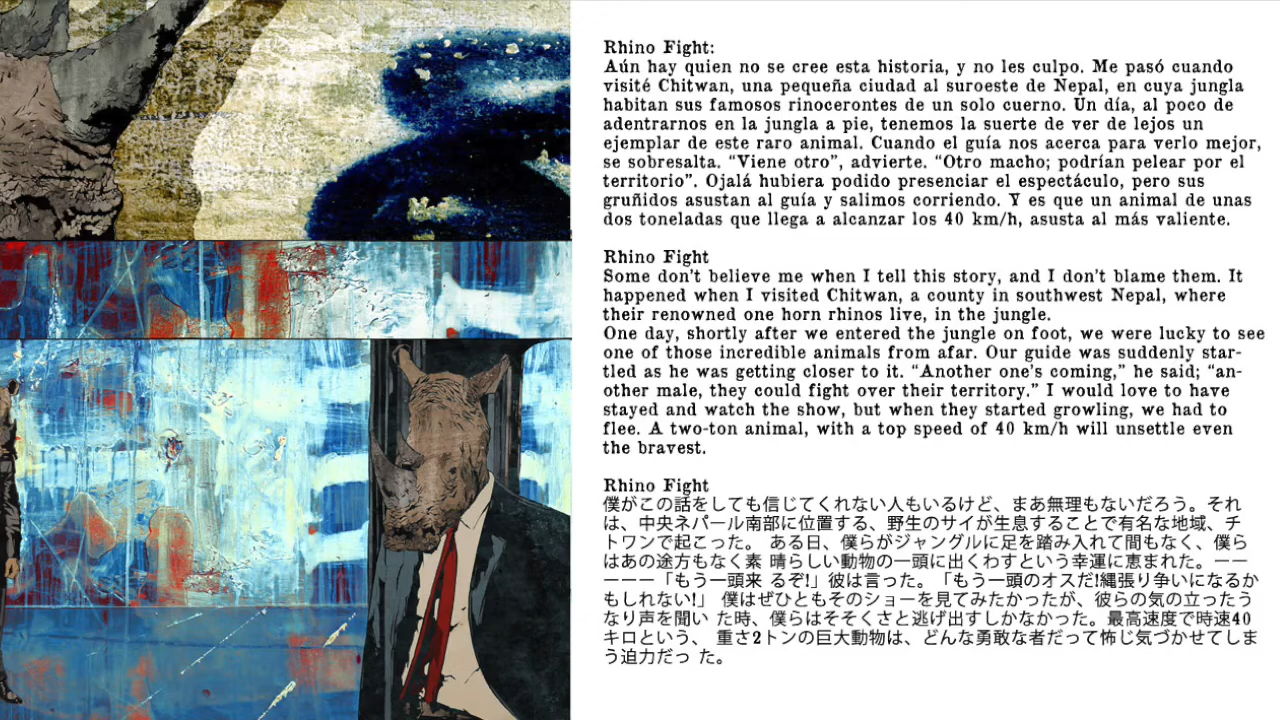 Rhino Fight:
Aún hay quien no se cree esta historia, y no les culpo. Me pasó cuando
visité Chitwan, una pequeña ciudad al suroeste de Nepal, en cuya jungla
habitan sus famosos rinocerontes de un solo cuerno. Un día, al poco de
adentrarnos en la jungla a pie, tenemos la suerte de ver de lejos un
ejemplar de este raro animal. Cuando el guía nos acerca para verlo mejor,
se sobresalta. “Viene otro”, advierte. “Otro macho; podrían pelear por el
territorio”. Ojalá hubiera podido presenciar el espectáculo, pero sus
gruñidos asustan al guía y salimos corriendo. Y es que un animal de unas
dos toneladas que llega a alcanzar los 40 km/h, asusta al más valiente.
Rhino Fight
Some don’t believe me when I tell this story, and I don’t blame them. It
happened when I visited Chitwan, a county in southwest Nepal, where
their renowned one horn rhinos live, in the jungle.
One day, shortly after we entered the jungle on foot, we were lucky to see
one of those incredible animals from afar. Our guide was suddenly star-
tled as he was getting closer to it. “Another one’s coming,” he said; “an-
other male, they could fight over their territory.” I would love to have
stayed and watch the show, but when they started growling, we had to
flee. A two-ton animal, with a top speed of 40 km/h will unsettle even
the bravest.
Rhino Fight
僕がこの話をしても信じてくれない人もいるけど、まあ無理もないだろう。それ
は、中央ネパール南部に位置する、野生のサイが生息することで有名な地域、チ
トワンで起こった。 ある日、僕らがジャングルに足を踏み入れて間もなく、僕ら
はあの途方もなく素 晴らしい動物の一頭に出くわすという幸運に恵まれた。ーー
ーーー「もう一頭来 るぞ!」彼は言った。「もう一頭のオスだ!縄張り争いになるか
もしれない!」 僕はぜひともそのショーを見てみたかったが、彼らの気の立ったう
なり声を聞い た時、僕らはそそくさと逃げ出すしかなかった。最高速度で時速40
キロという、 重さ2トンの巨大動物は、どんな勇敢な者だって怖じ気づかせてしま
う迫力だっ た。